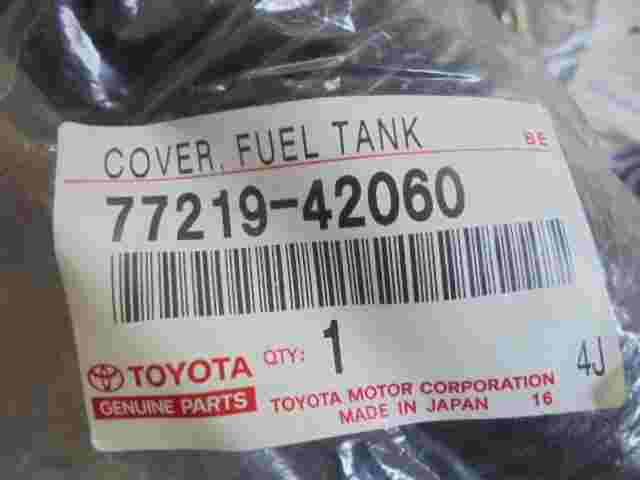 COVER, FUEL TANK
BE
77219-42060
QTY: 1
4J
TOYOTA
GENUINE PARTS
TOYOTA MOTOR CORPORATION
MADE IN JAPAN 16